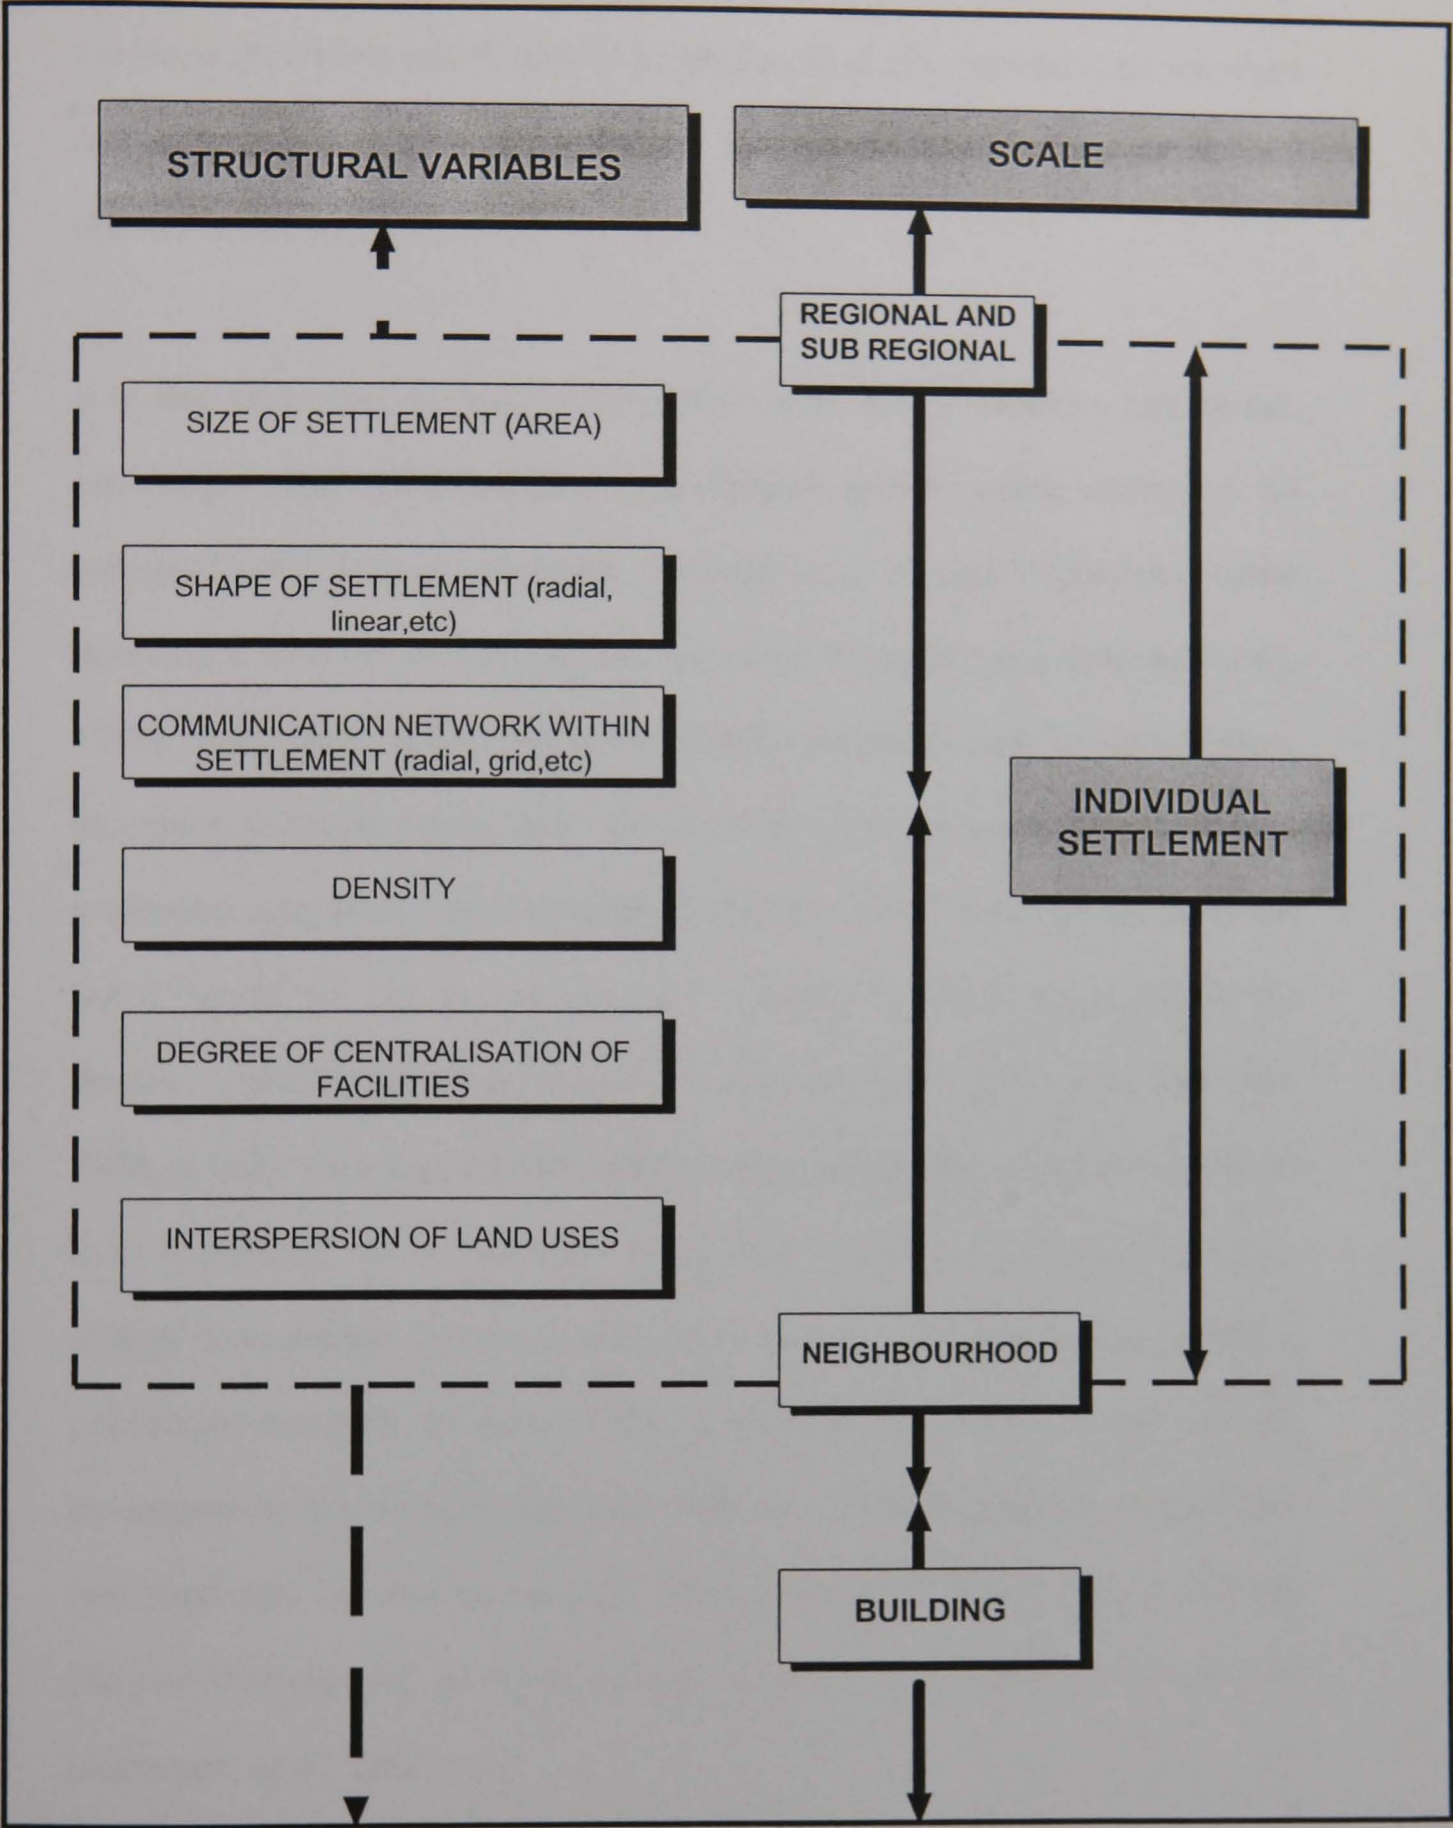 STRUCTURAL VARIABLES
SCALE
REGIONAL AND
SUB REGIONAL
SIZE OF SETTLEMENT (AREA)
SHAPE OF SETTLEMENT (radial,
linear,etc)
COMMUNICATION NETWORK WITHIN
SETTLEMENT (radial, grid,etc)
INDIVIDUAL
SETTLEMENT
DENSITY
DEGREE OF CENTRALISATION OF
FACILITIES
INTERSPERSION OF LAND USES
NEIGHBOURHOOD
BUILDING